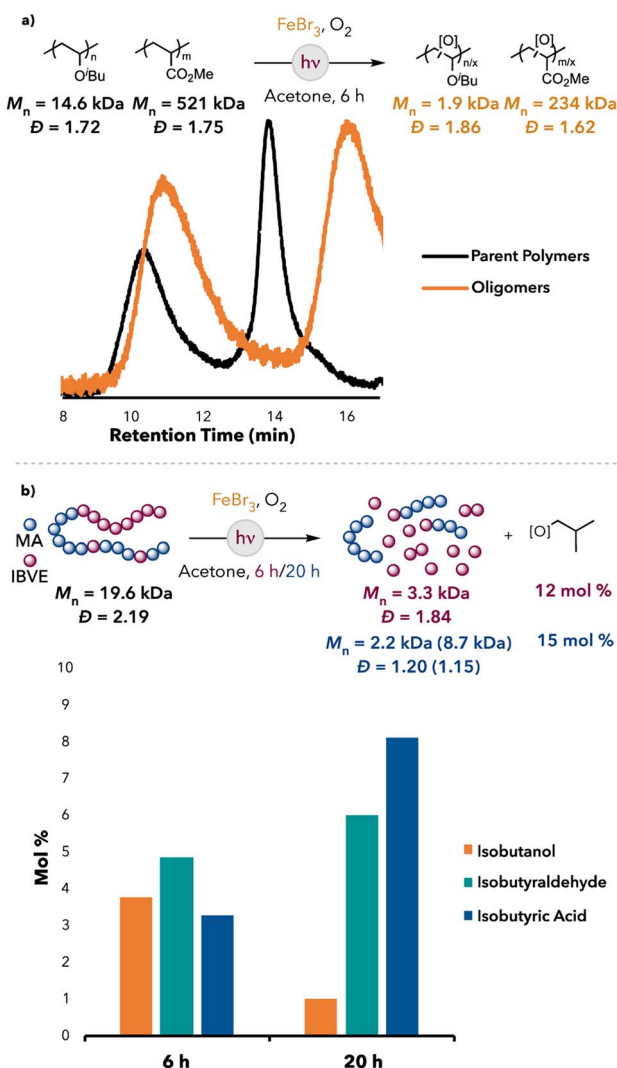 a)
FeBr3, O2
hν
Acetone, 6 h
n
OiBu
m
CO2Me
[O]
n/x
OiBu
[O]
m/x
CO2Me
Mn = 14.6 kDa Mn = 521 kDa
Đ = 1.72 Đ = 1.75
Mn = 1.9 kDa Mn = 234 kDa
Đ = 1.86 Đ = 1.62
Parent Polymers
Oligomers
8 10 12 14 16
Retention Time (min)
b)
FeBr3, O2
hν
Acetone, 6 h/20 h
MA
IBVE
+ [O]
Mn = 19.6 kDa
Đ = 2.19
Mn = 3.3 kDa 12 mol %
Đ = 1.84
Mn = 2.2 kDa (8.7 kDa) 15 mol %
Đ = 1.20 (1.15)
10
9
8
7
6
5
4
3
2
1
0
Mol %
Isobutanol
Isobutyraldehyde
Isobutyric Acid
6 h 20 h